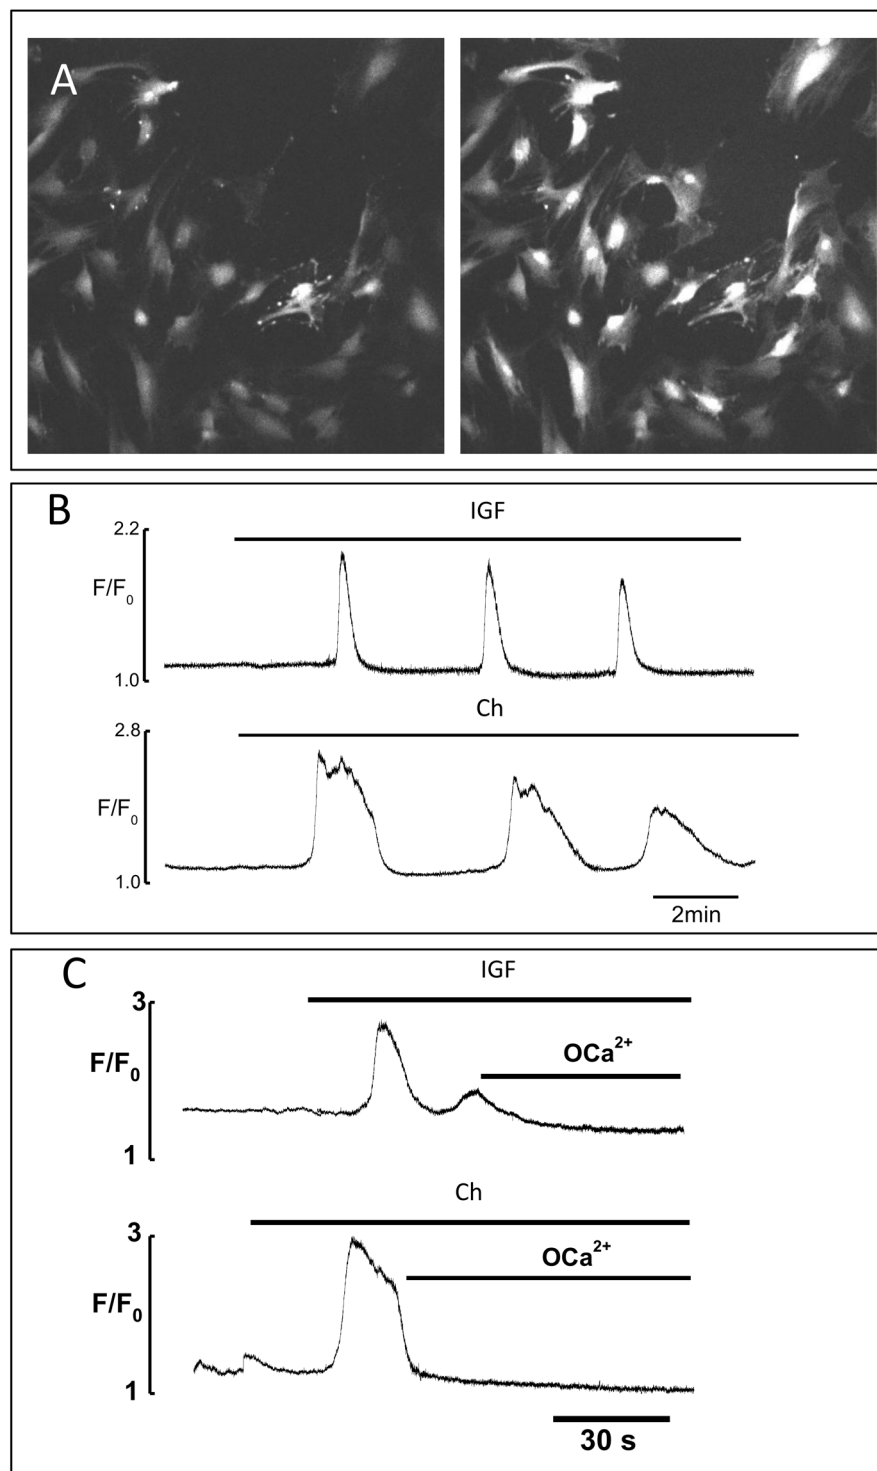 A
B
IGF
2.2
F/F₀
1.0
Ch
2.8
F/F₀
1.0
2min
C
IGF
3
OCa²⁺
F/F₀
1
Ch
3
OCa²⁺
F/F₀
1
30 s